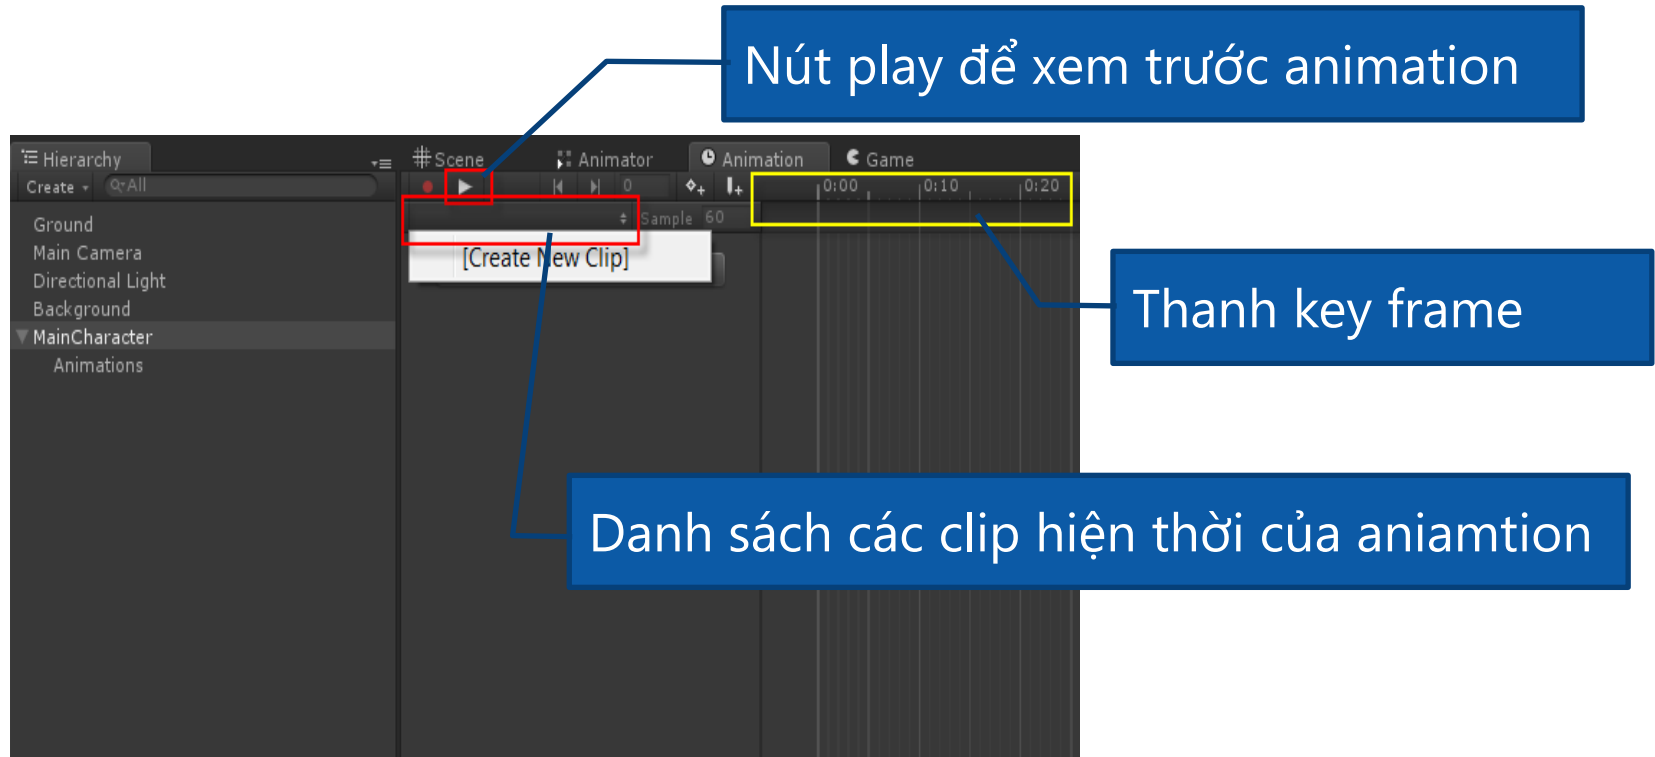 Nút play để xem trước animation
Hierarchy
Scene
Animator
Animation
Game
Create
All
0
0:00
0:10
0:20
Sample 60
[Create New Clip]
Ground
Main Camera
Directional Light
Background
MainCharacter
Animations
Thanh key frame
Danh sách các clip hiện thời của aniamtion